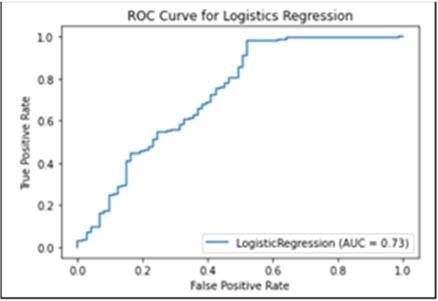 ROC Curve for Logistics Regression
True Positive Rate
1.0
0.8
0.6
0.4
0.2
0.0
LogisticRegression (AUC = 0.73)
0.0 0.2 0.4 0.6 0.8 1.0
False Positive Rate